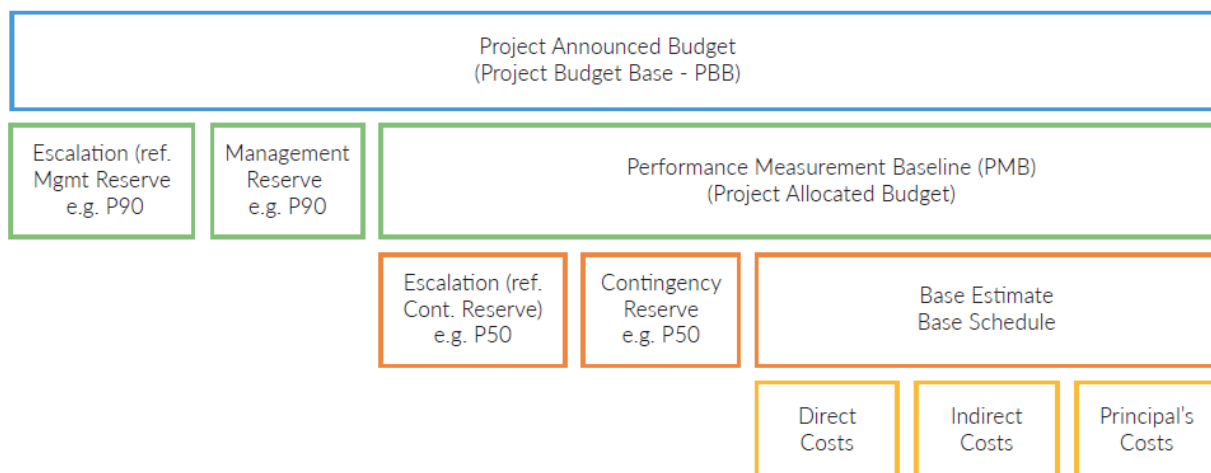 Project Announced Budget
(Project Budget Base - PBB)
Escalation (ref.
Mgmt Reserve
e.g. P90
Management
Reserve
e.g. P90
Performance Measurement Baseline (PMB)
(Project Allocated Budget)
Escalation (ref.
Cont. Reserve)
e.g. P50
Contingency
Reserve
e.g. P50
Base Estimate
Base Schedule
Direct
Costs
Indirect
Costs
Principal's
Costs